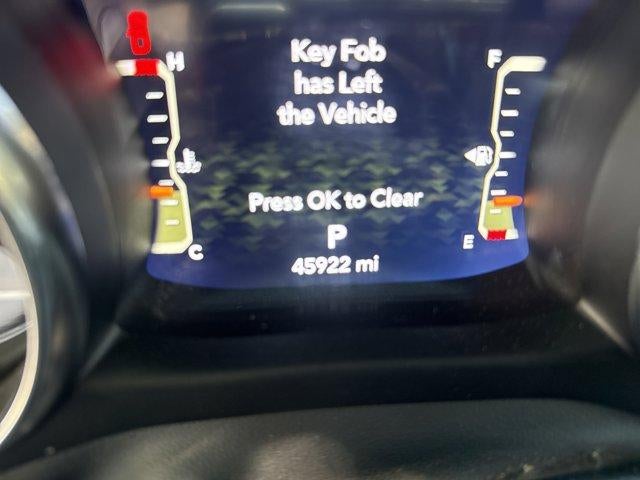 H
Key Fob
F
has Left
the Vehicle
Press OK to Clear
P
C
E
45922 mi